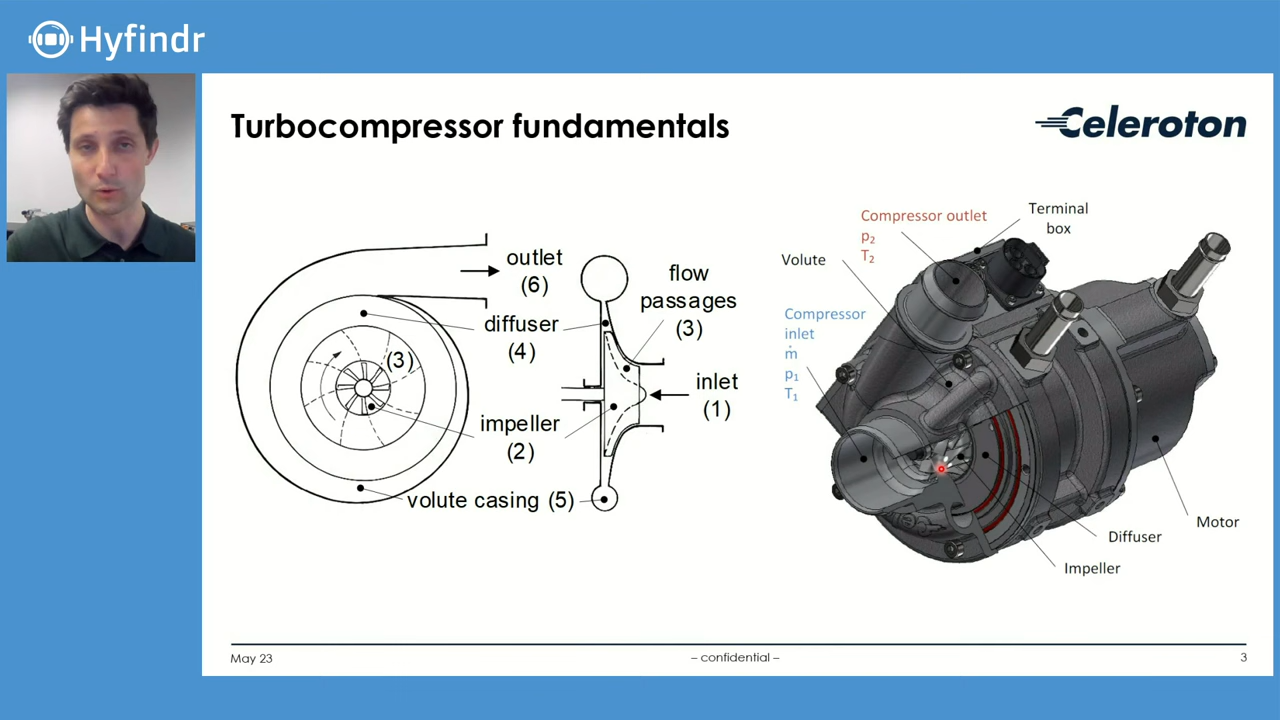 Hyfindr
Turbocompressor fundamentals
Celeroton
outlet
(6)
flow
passages
(3)
diffuser
(4)
(3)
inlet
(1)
impeller
(2)
volute casing (5)
Compressor outlet
p₂
T₂
Terminal
box
Volute
Compressor
inlet
ṁ
p₁
T₁
Motor
Diffuser
Impeller
May 23
– confidential –
3